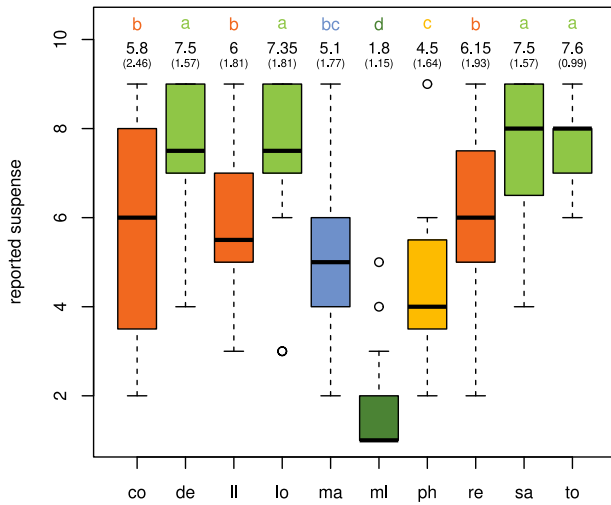 b a b a bc d c b a a
10 5.8 7.5 6 7.35 5.1 1.8 4.5 6.15 7.5 7.6
(2.46) (1.57) (1.81) (1.81) (1.77) (1.15) (1.64) (1.93) (1.57) (0.99)
8
6
reported suspense
4
2
co de ll lo ma ml ph re sa to